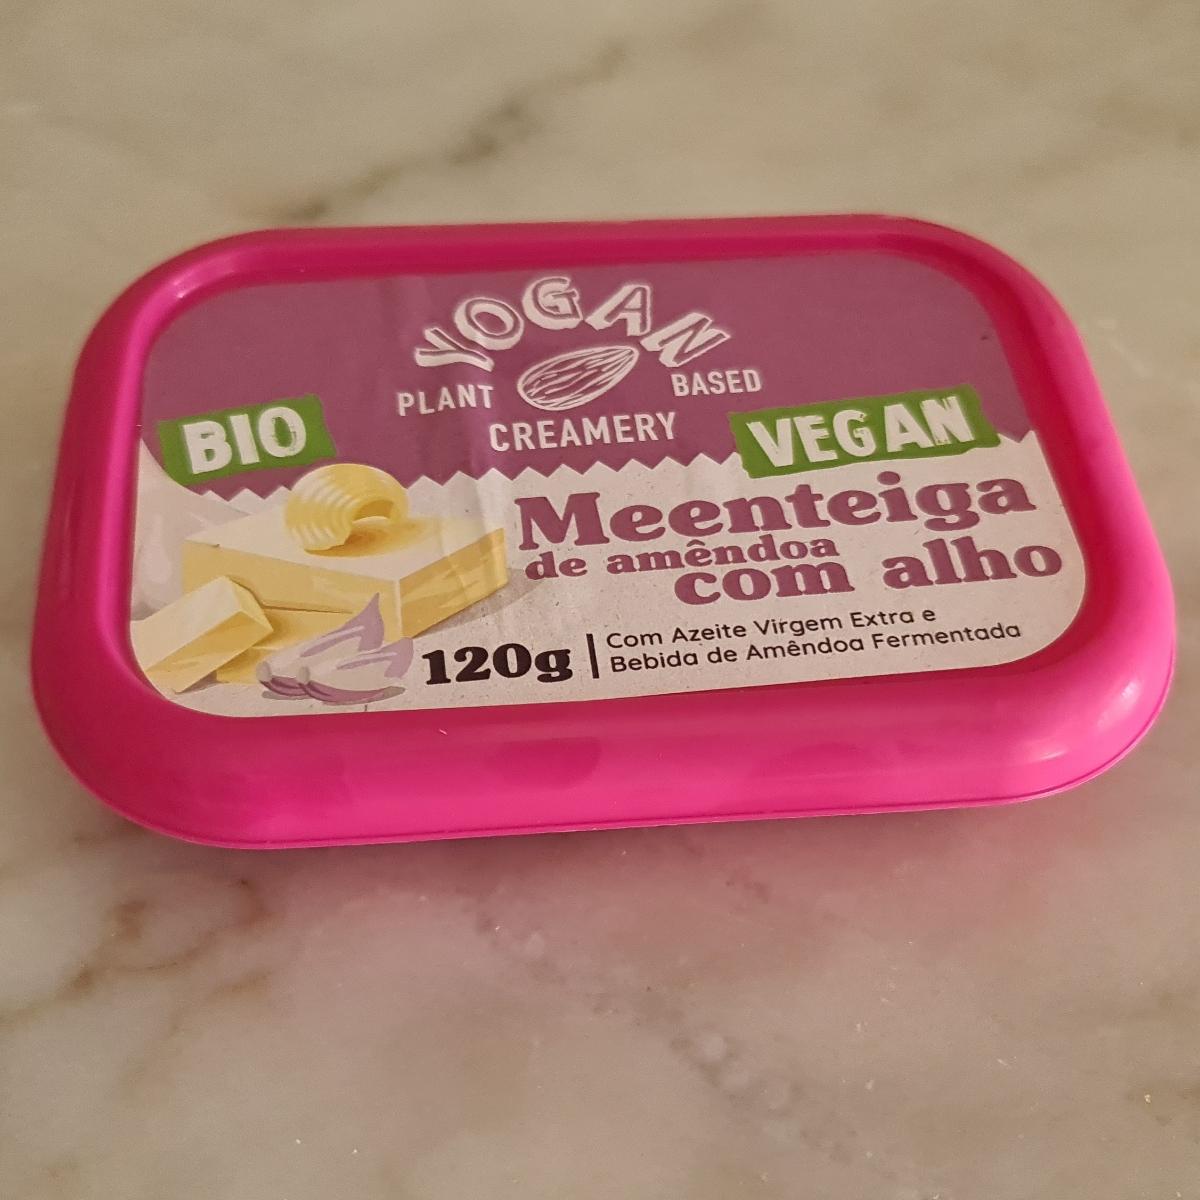 YOGAN
PLANT BASED
CREAMERY
BIO
VEGAN
Meenteiga
de amêndoa
com alho
120g
Com Azeite Virgem Extra e
Bebida de Amêndoa Fermentada